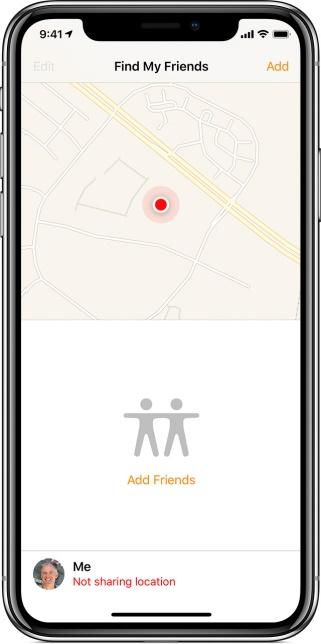 9:41
Edit
Find My Friends
Add
Add Friends
Me
Not sharing location